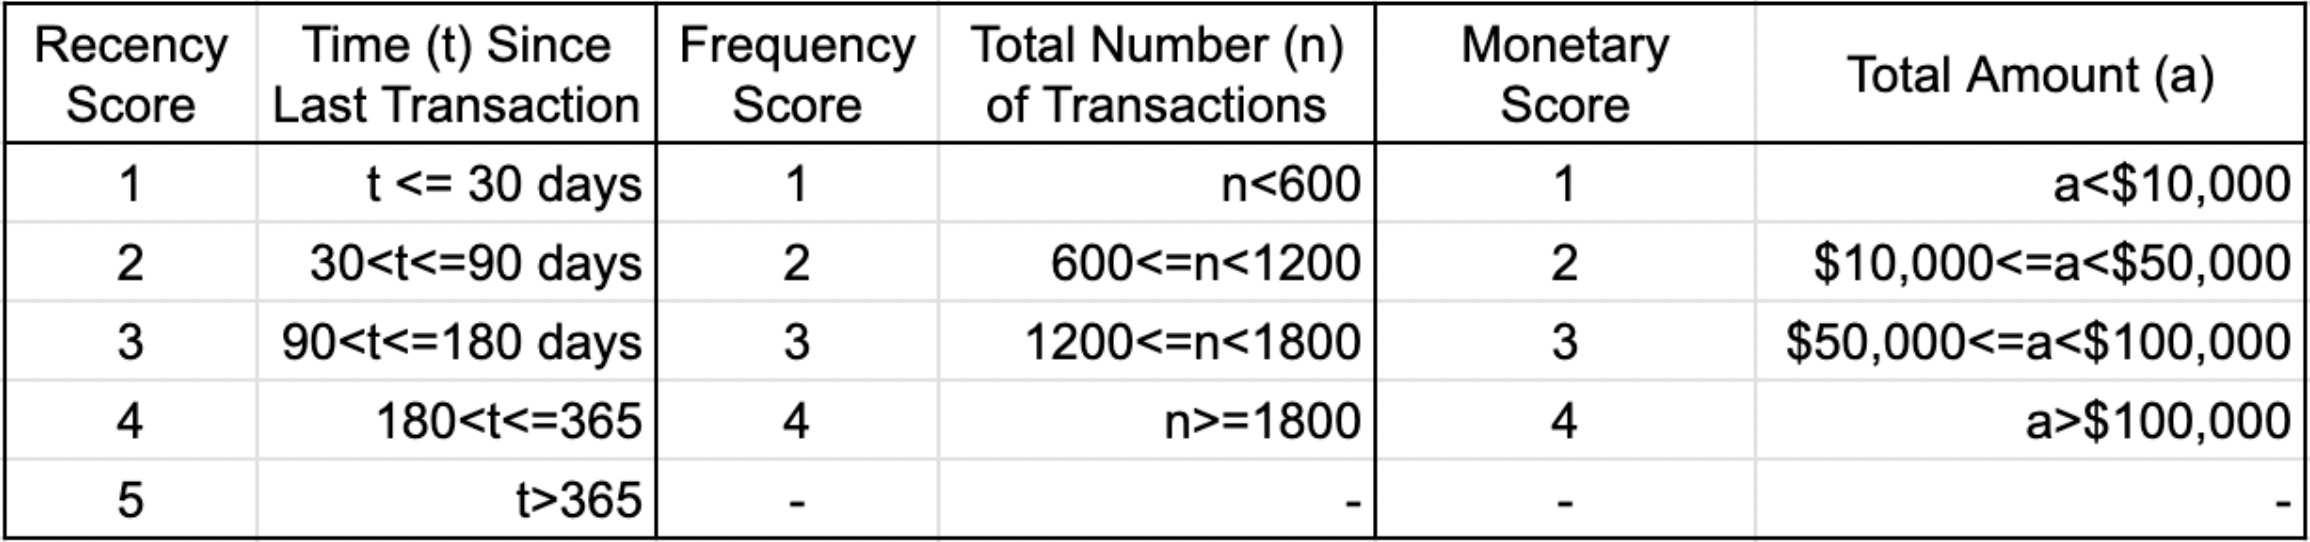 Recency Score Time (t) Since Last Transaction Frequency Score Total Number (n) of Transactions Monetary Score Total Amount (a)
1 t <= 30 days 1 n<600 1 a<$10,000
2 30<t<=90 days 2 600<=n<1200 2 $10,000<=a<$50,000
3 90<t<=180 days 3 1200<=n<1800 3 $50,000<=a<$100,000
4 180<t<=365 4 n>=1800 4 a>$100,000
5 t>365 - - - -